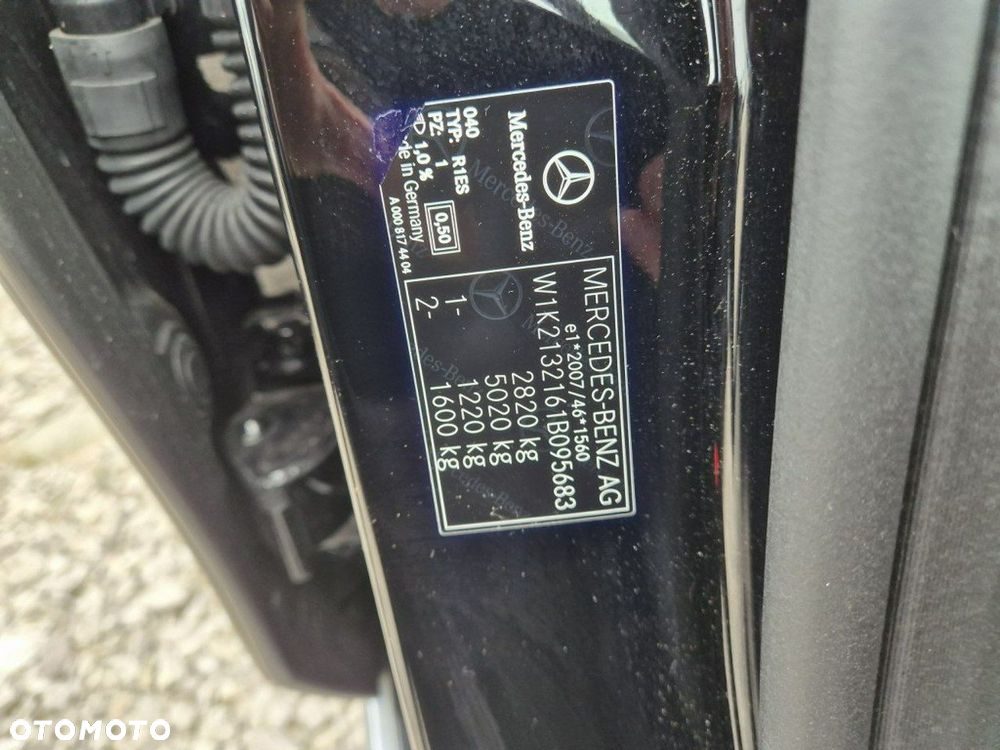 Mercedes-Benz
040
TYP: R1ES
PZ: 1
1,0 %
0,50
de in Germany
A 000 817 44 04
MERCEDES-BENZ AG
e1*2007/46*1560
W1K2132161B095683
2820 kg
5020 kg
1- 1220 kg
2- 1600 kg
OTOMOTO